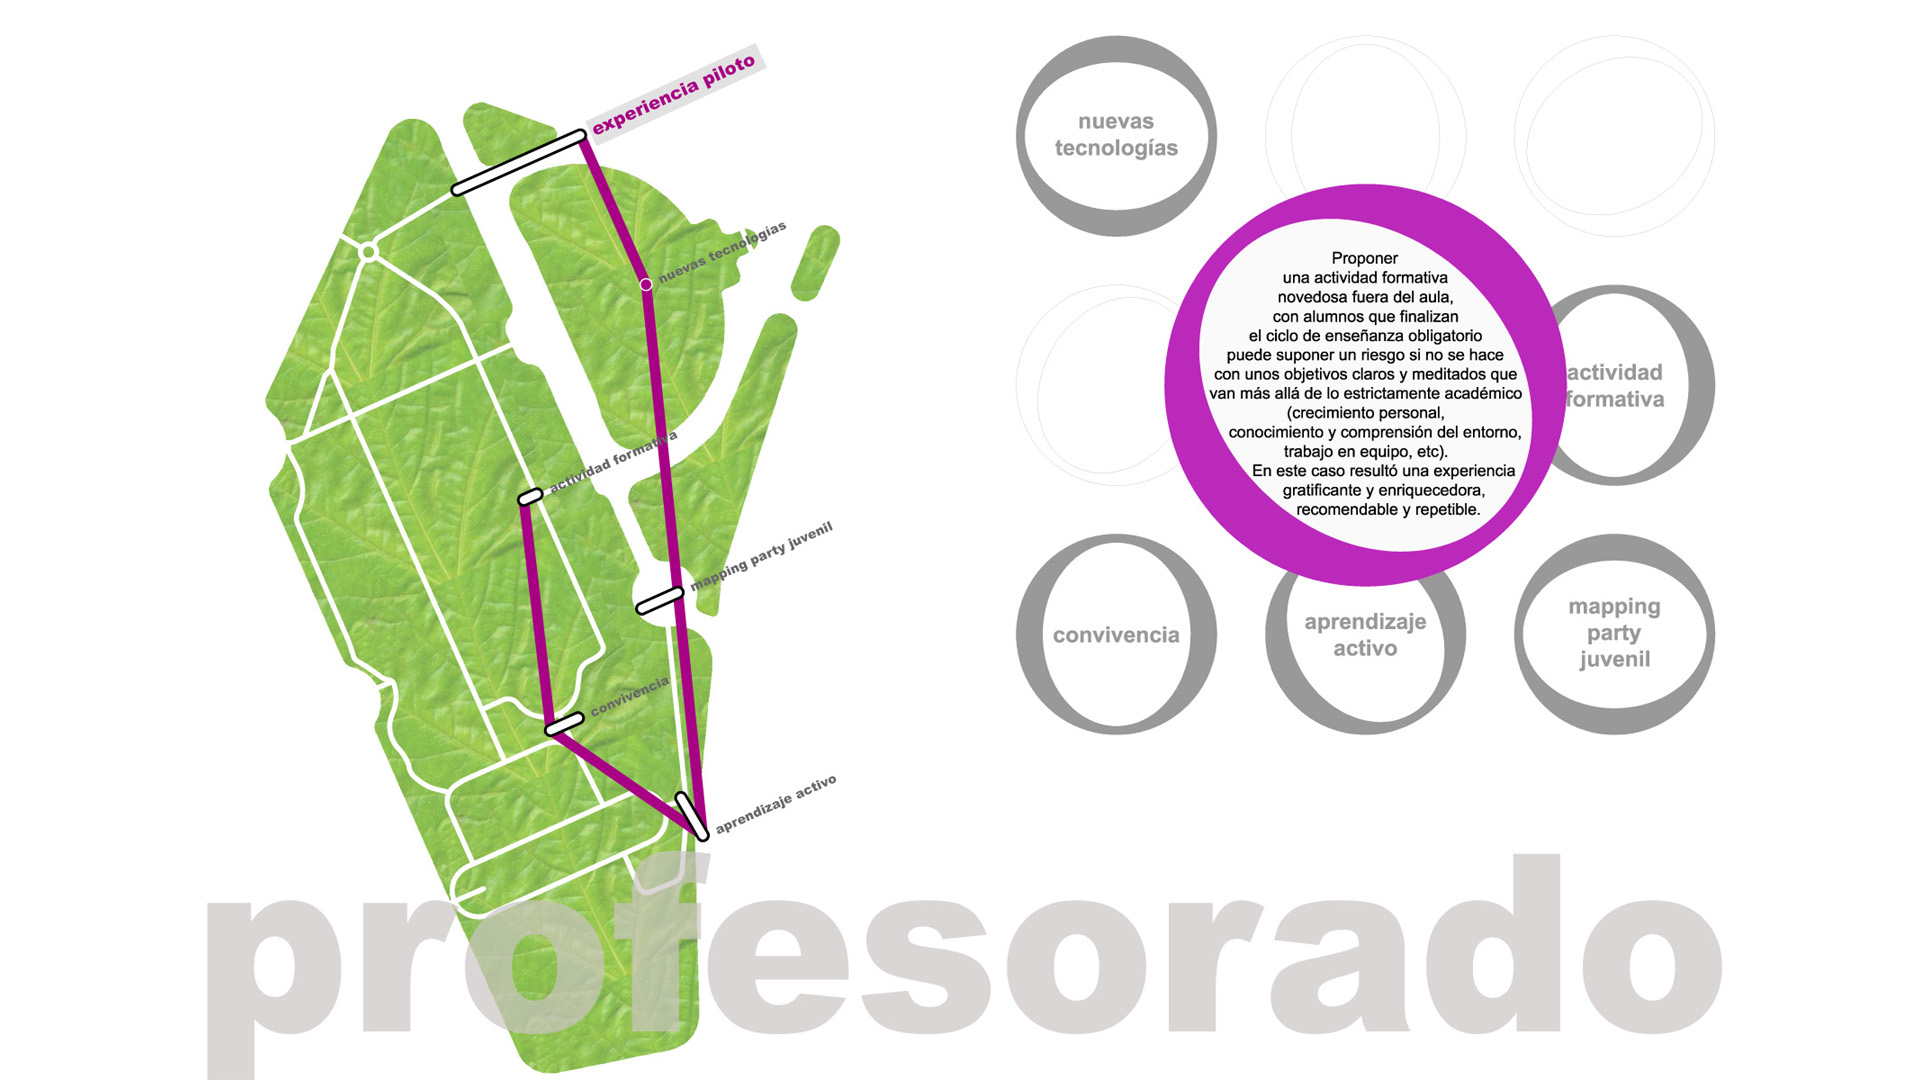 experiencia piloto
nuevas tecnologías
actividad formativa
mapping party juvenil
convivencia
aprendizaje activo
nuevas
tecnologías
Proponer
una actividad formativa
novedosa fuera del aula,
con alumnos que finalizan
el ciclo de enseñanza obligatorio
puede suponer un riesgo si no se hace
con unos objetivos claros y meditados que
van más allá de lo estrictamente académico
(crecimiento personal,
conocimiento y comprensión del entorno,
trabajo en equipo, etc).
En este caso resultó una experiencia
gratificante y enriquecedora,
recomendable y repetible.
actividad
formativa
convivencia
aprendizaje
activo
mapping
party
juvenil
profesorado